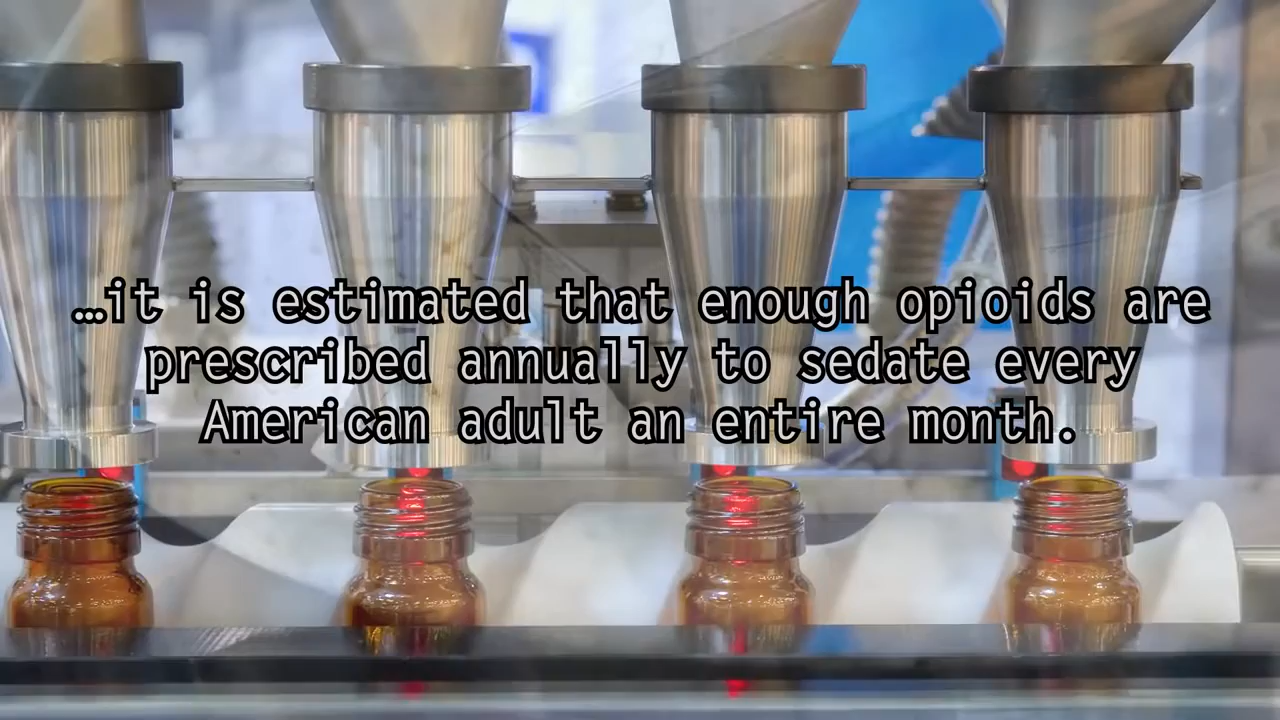 …it is estimated that enough opioids are
prescribed annually to sedate every
American adult an entire month.